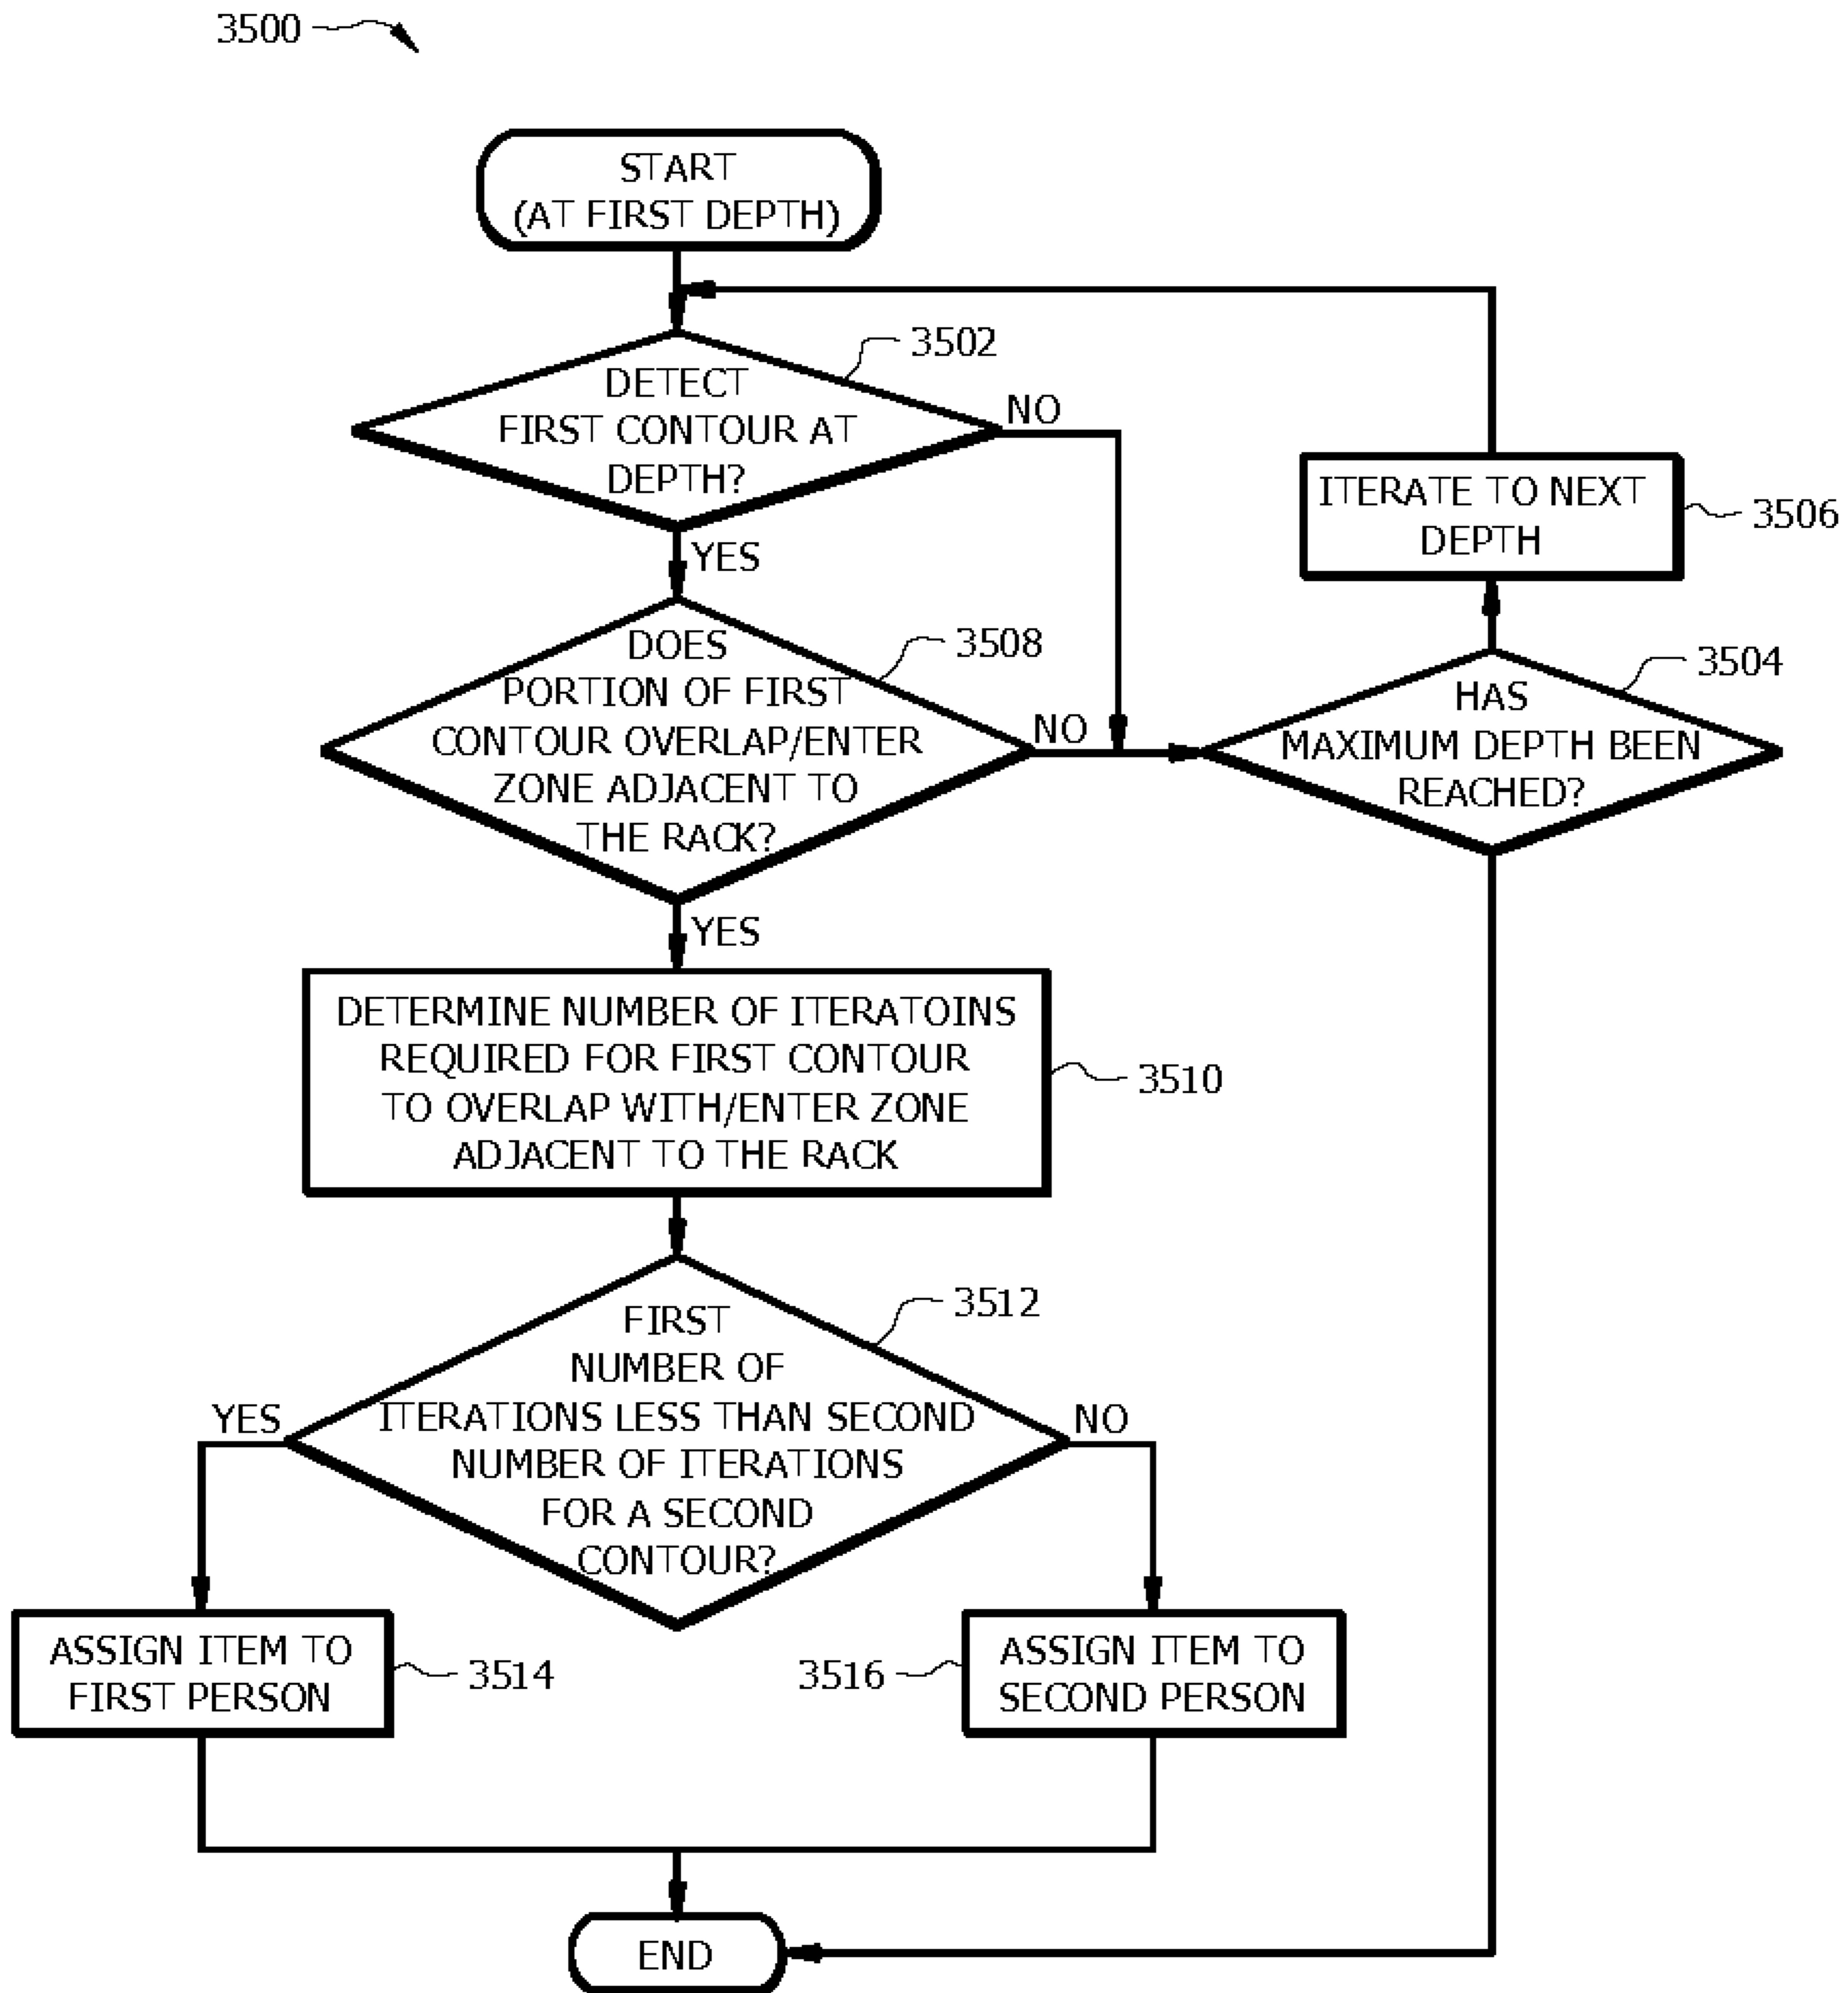 3500
START
(AT FIRST DEPTH)
3502
DETECT
FIRST CONTOUR AT
DEPTH?
NO
YES
ITERATE TO NEXT
DEPTH
3506
DOES
PORTION OF FIRST
CONTOUR OVERLAP/ENTER
ZONE ADJACENT TO
THE RACK?
3508
NO
YES
3504
HAS
MAXIMUM DEPTH BEEN
REACHED?
DETERMINE NUMBER OF ITERATOINS
REQUIRED FOR FIRST CONTOUR
TO OVERLAP WITH/ENTER ZONE
ADJACENT TO THE RACK
3510
3512
FIRST
NUMBER OF
ITERATIONS LESS THAN SECOND
NUMBER OF ITERATIONS
FOR A SECOND
CONTOUR?
YES
NO
ASSIGN ITEM TO
FIRST PERSON
3514
3516
ASSIGN ITEM TO
SECOND PERSON
END